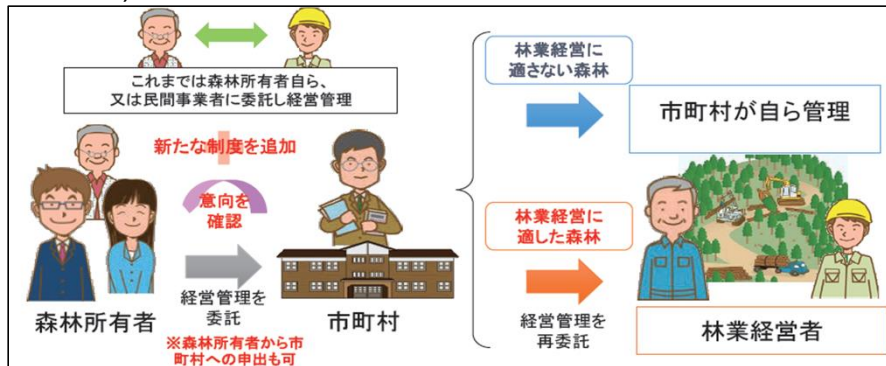 これまでは森林所有者自ら、
又は民間事業者に委託し経営管理
新たな制度を追加
意向を
確認
経営管理を
委託
森林所有者
市町村
※森林所有者から市
町村への申出も可
林業経営に
適さない森林
市町村が自ら管理
林業経営に
適した森林
経営管理を
再委託
林業経営者